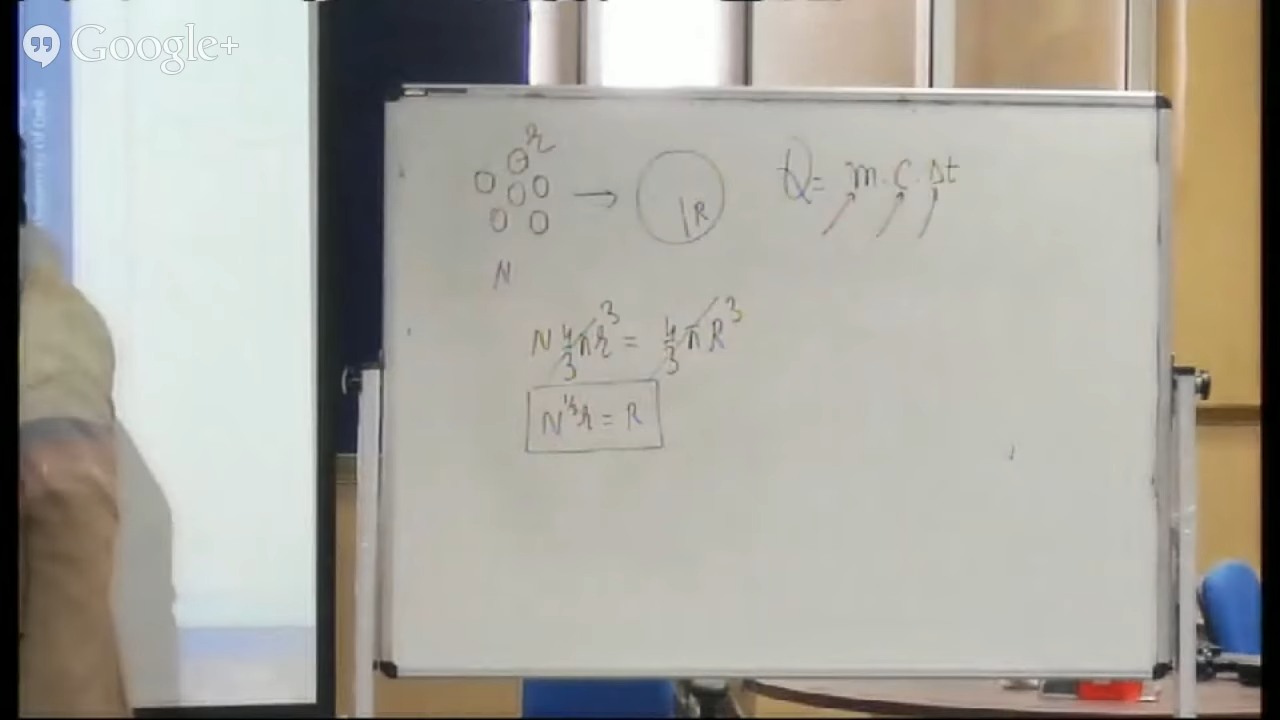 Google+
r
R
N
Q = m.c.Δt
N 4/3 πr³ = 4/3 πR³
N^1/3 r = R